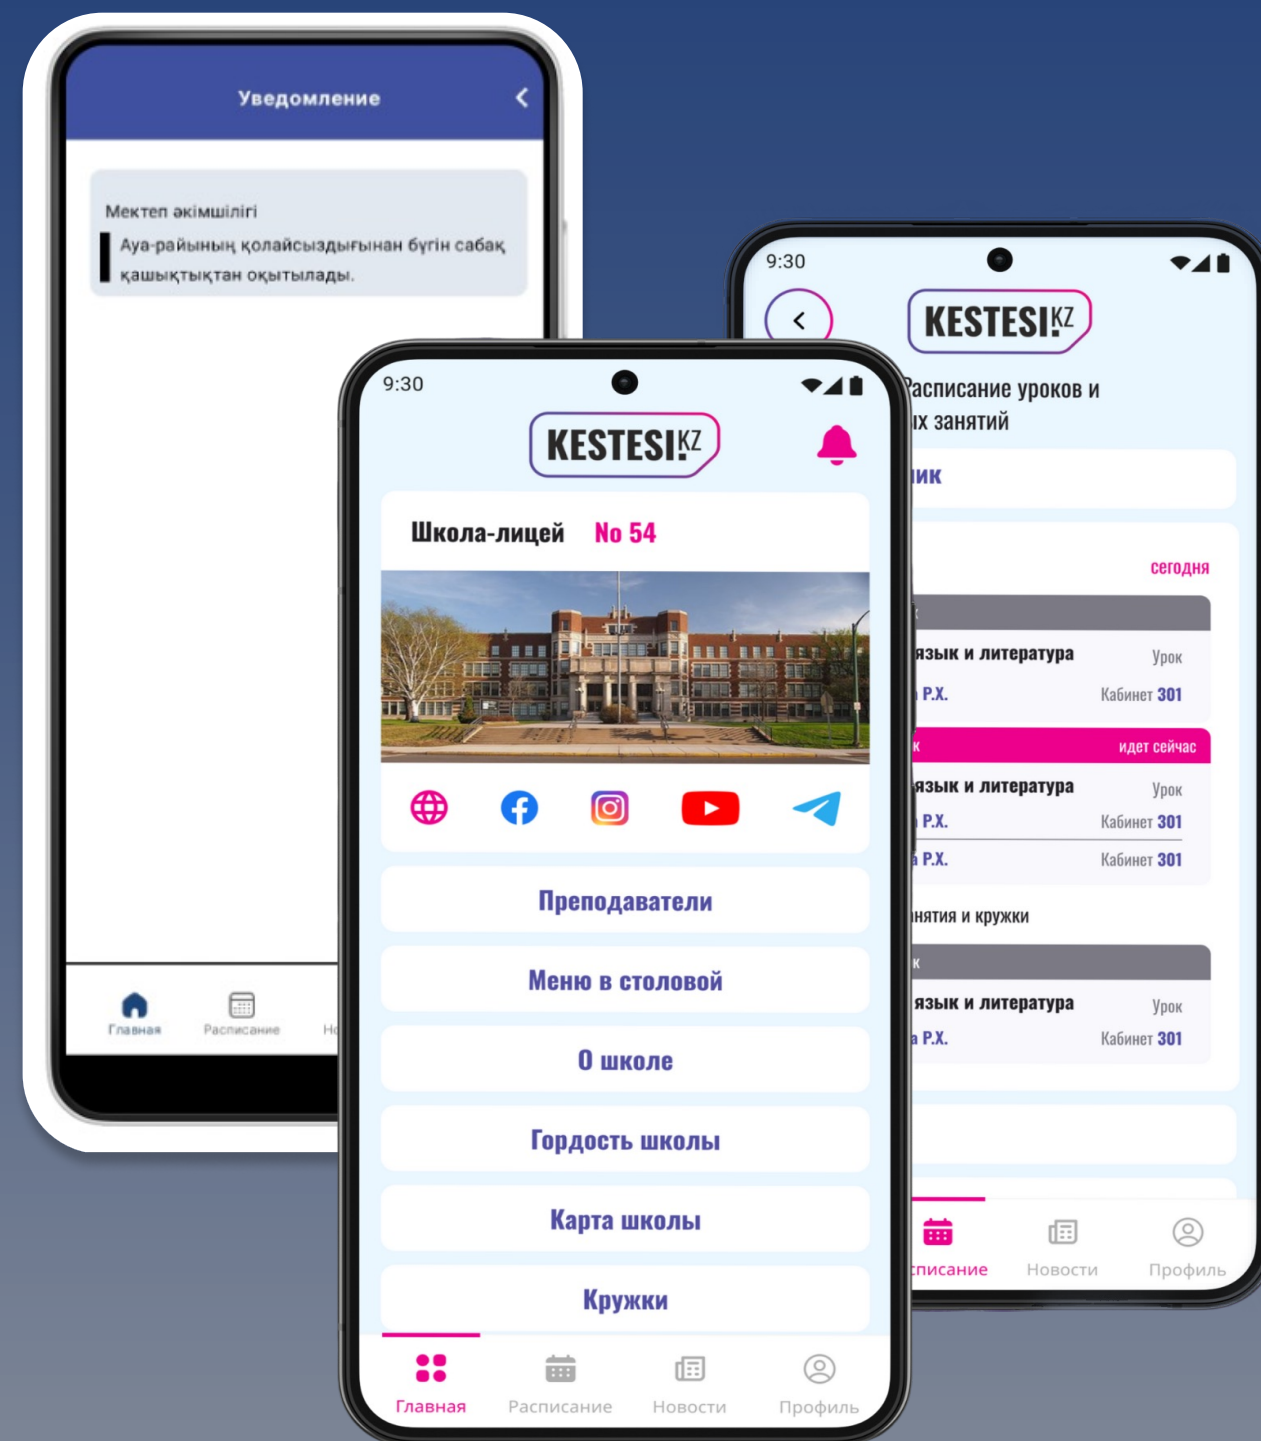 Уведомление
Мектеп әкімшілігі
Ауа-райының қолайсыздығынан бүгін сабақ
қашықтықтан оқытылады.
Главная
Расписание
9:30
KESTESI.KZ
Школа-лицей No 54
Преподаватели
Меню в столовой
О школе
Гордость школы
Карта школы
Кружки
Главная
Расписание
Новости
Профиль
9:30
KESTESI.KZ
Расписание уроков и
занятий
сегодня
язык и литература Урок
Р.Х. Кабинет 301
идет сейчас
язык и литература Урок
Р.Х. Кабинет 301
Р.Х. Кабинет 301
и кружки
язык и литература Урок
Р.Х. Кабинет 301
Новости
Профиль